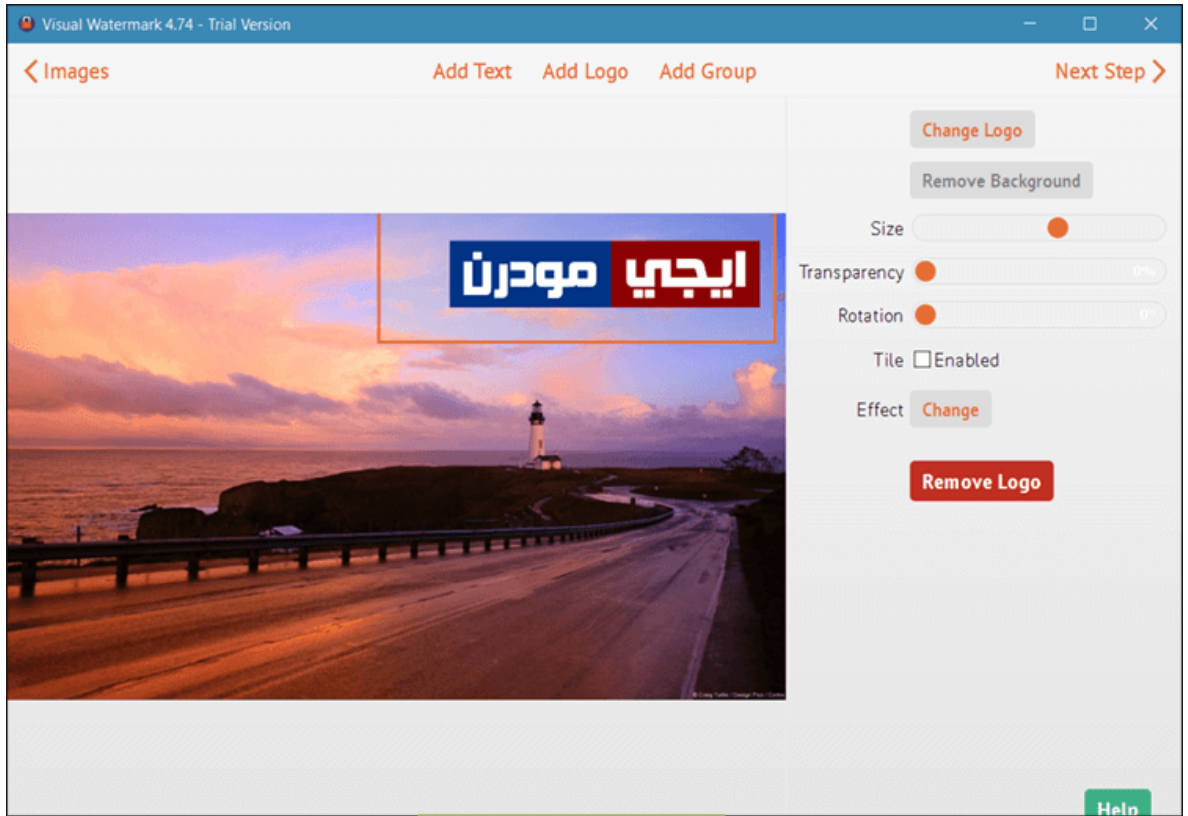 Visual Watermark 4.74 - Trial Version
Images
Add Text Add Logo Add Group
Next Step
Change Logo
Remove Background
Size
Transparency 0%
Rotation 0°
Tile Enabled
Effect Change
Remove Logo
ايجي مودرن
Help